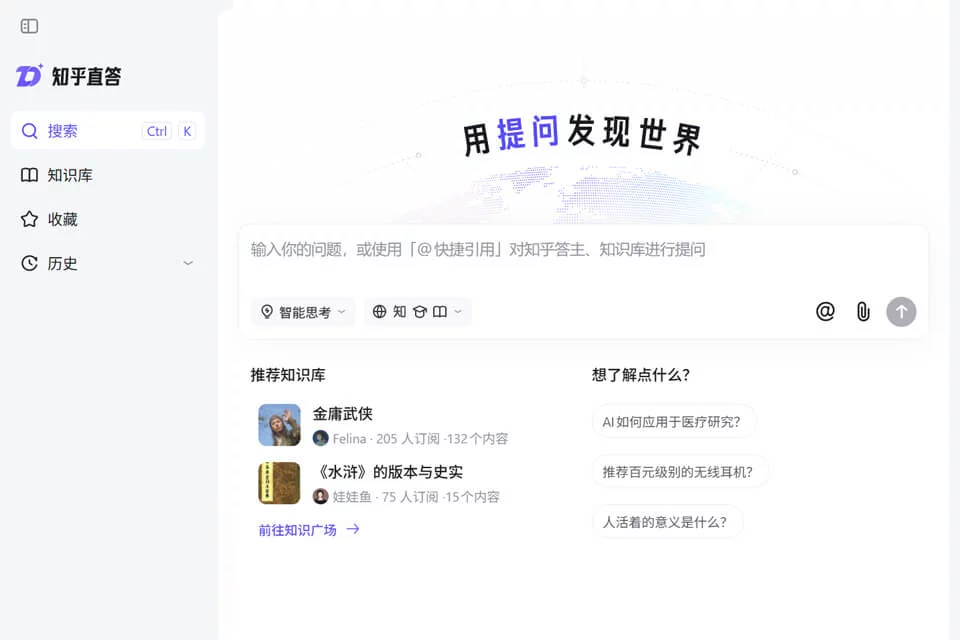 知乎直答
搜索 Ctrl K
知识库
收藏
历史
用提问发现世界
输入你的问题，或使用「@快捷引用」对知乎答主、知识库进行提问
智能思考 知
推荐知识库
金庸武侠
Felina · 205 人订阅 ·132个内容
《水浒》的版本与史实
娃娃鱼 · 75 人订阅 ·15个内容
前往知识广场
想了解点什么？
AI如何应用于医疗研究？
推荐百元级别的无线耳机？
人活着的意义是什么？